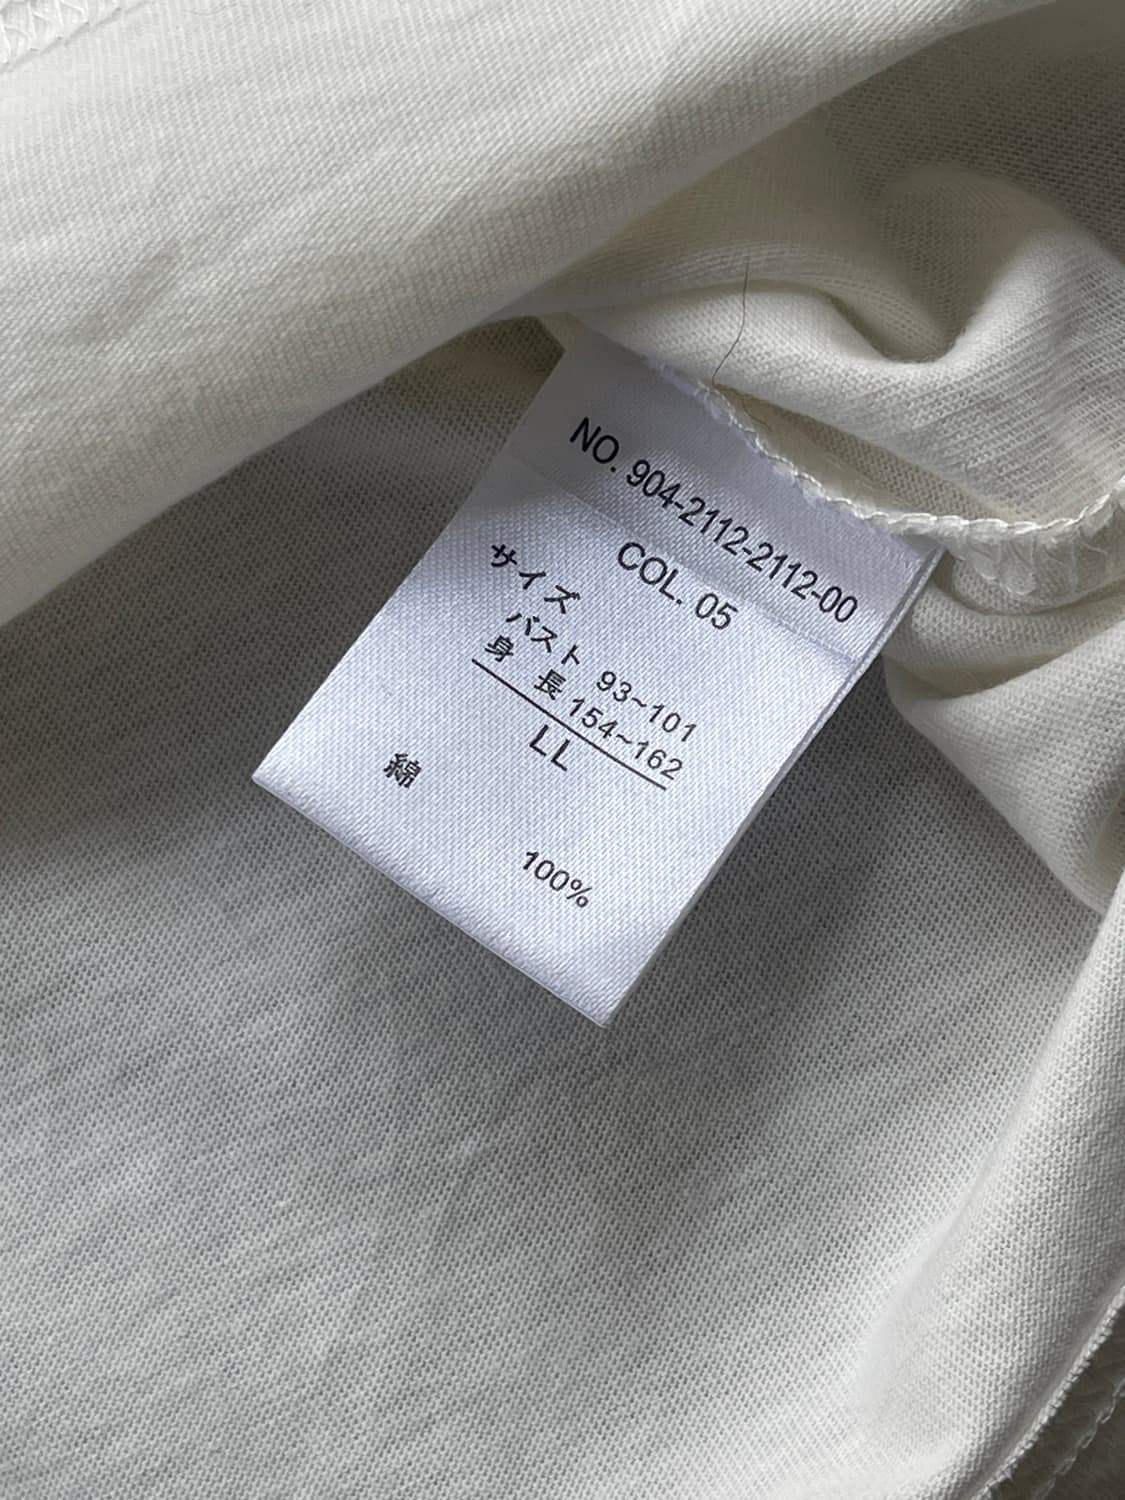 NO. 904-2112-2112-00
COL. 05
サイズ
バスト 93~101
身 長 154~162
LL
綿 100%